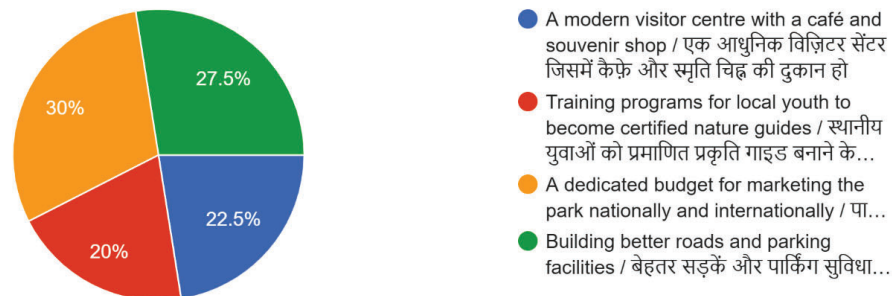 27.5%
30%
22.5%
20%
A modern visitor centre with a café and
souvenir shop / एक आधुनिक विज़िटर सेंटर
जिसमें कैफ़े और स्मृति चिह्न की दुकान हो
Training programs for local youth to
become certified nature guides / स्थानीय
युवाओं को प्रमाणित प्रकृति गाइड बनाने के...
A dedicated budget for marketing the
park nationally and internationally / पा...
Building better roads and parking
facilities / बेहतर सड़कें और पार्किंग सुविधा...